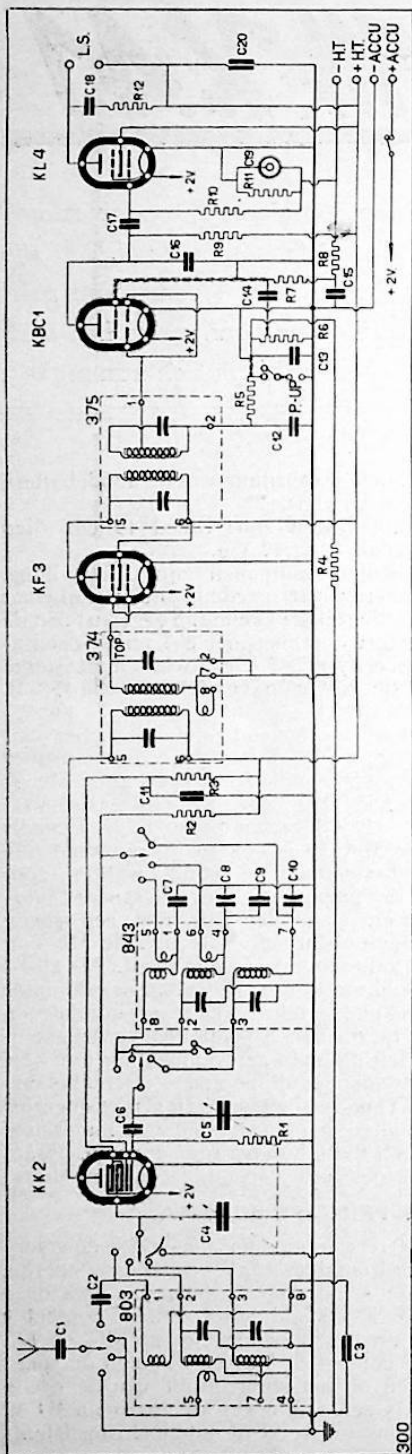 KK2
KF3
KBC1
KL4
803
843
374
375
TOP
C1
C2
C3
C4
C5
C6
C7
C8
C9
C10
C11
C12
C13
C14
C15
C16
C17
C18
C19
C20
R1
R2
R3
R4
R5
R6
R7
R8
R9
R10
R11
R12
P.-UP
L.S.
+2V
+2V
+2V
+2V
+2V
-H.T.
+H.T.
-ACCU
+ACCU
5
7
4
2
3
8
8
2
3
5
1
6
4
7
5
6
8
7
2
5
6
1
2